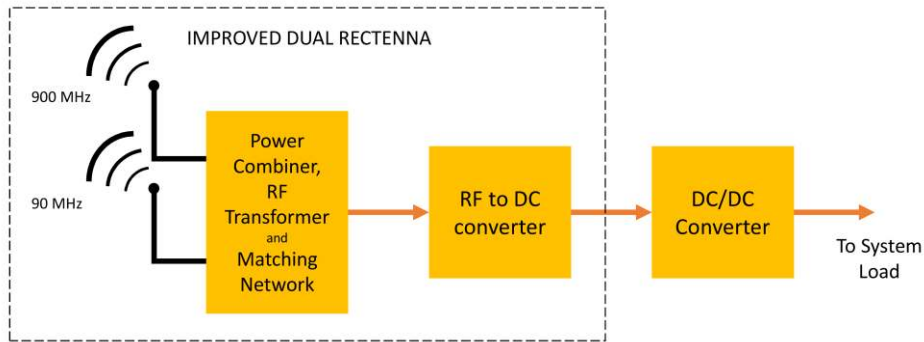 IMPROVED DUAL RECTENNA
900 MHz
90 MHz
Power
Combiner,
RF
Transformer
and
Matching
Network
RF to DC
converter
DC/DC
Converter
To System
Load